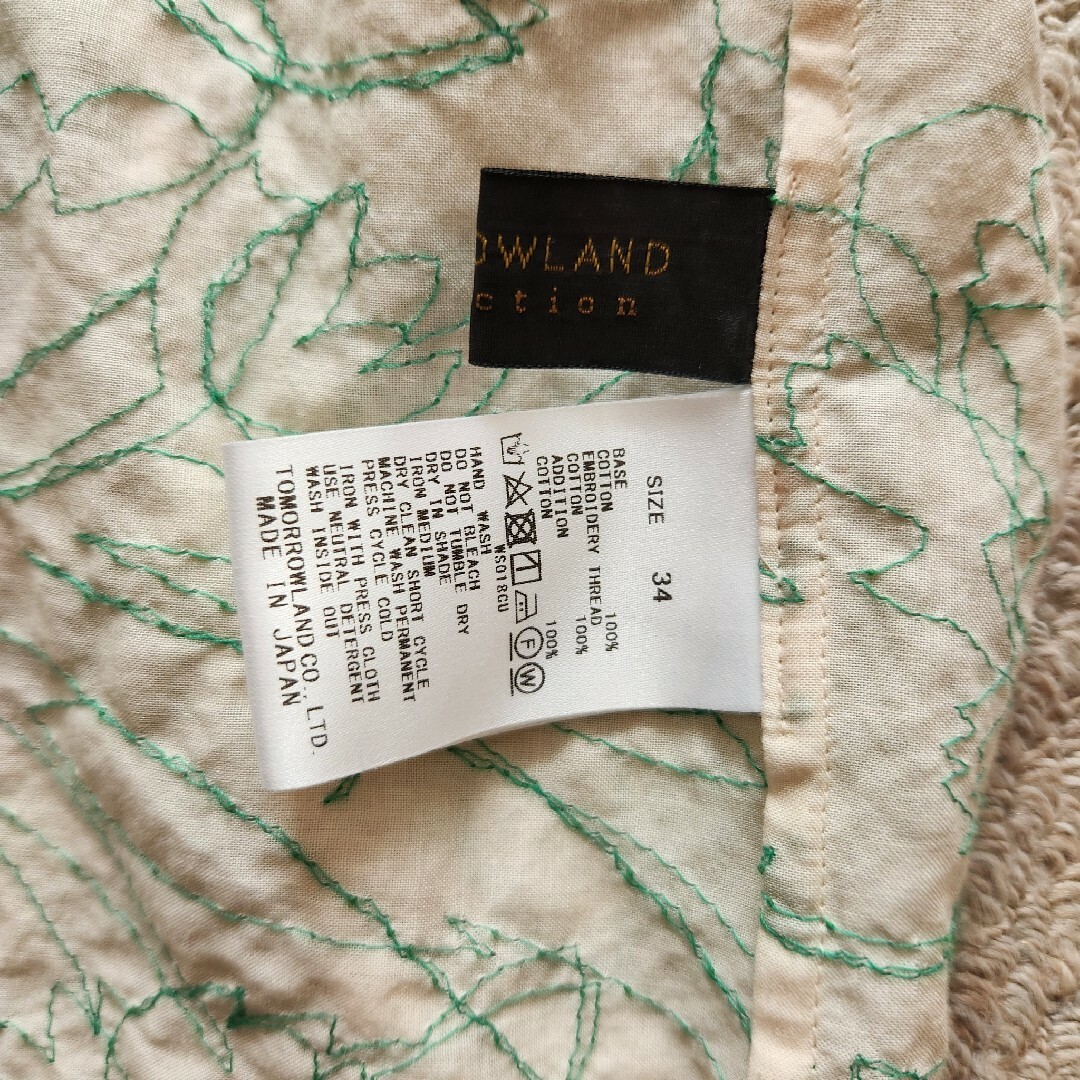 OWLAND
ction
SIZE 34
BASE
COTTON 100%
EMBROIDERY THREAD
COTTON 100%
ADDITION
COTTON 100%
F W
WS018GU
HAND WASH
DO NOT BLEACH
DO NOT TUMBLE DRY
DRY IN SHADE
IRON MEDIUM
DRY CLEAN SHORT CYCLE
MACHINE WASH PERMANENT
PRESS CYCLE COLD
IRON WITH PRESS CLOTH
USE NEUTRAL DETERGENT
WASH INSIDE OUT
TOMORROWLAND CO., LTD.
MADE IN JAPAN